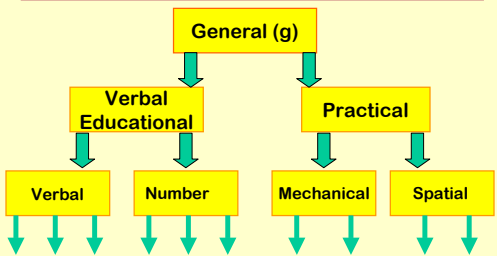 General (g)
Verbal
Educational
Practical
Verbal
Number
Mechanical
Spatial